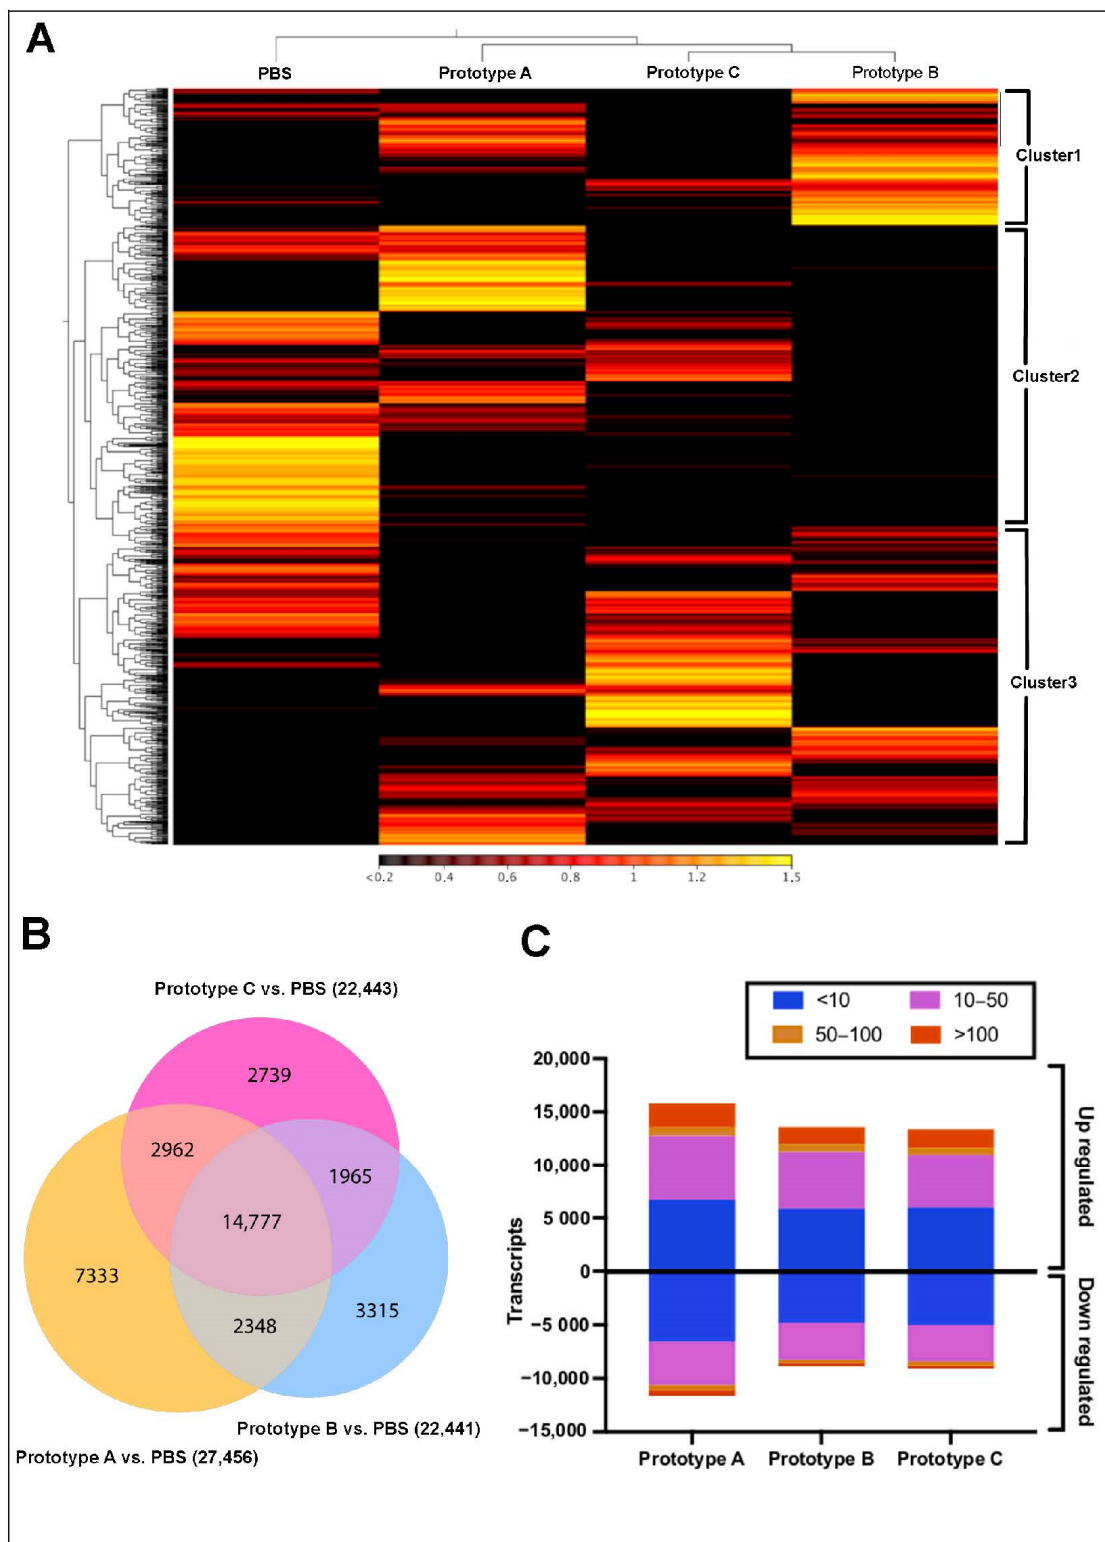 A
PBS
Prototype A
Prototype C
Prototype B
Cluster1
Cluster2
Cluster3
<0.2 0.4 0.6 0.8 1 1.2 1.5
B
Prototype C vs. PBS (22,443)
2739
2962
1965
14,777
7333
2348
3315
Prototype B vs. PBS (22,441)
Prototype A vs. PBS (27,456)
C
<10
10–50
50–100
>100
20,000
15,000
10,000
5 000
0
−5 000
−10,000
−15,000
Transcripts
Up regulated
Down regulated
Prototype A
Prototype B
Prototype C